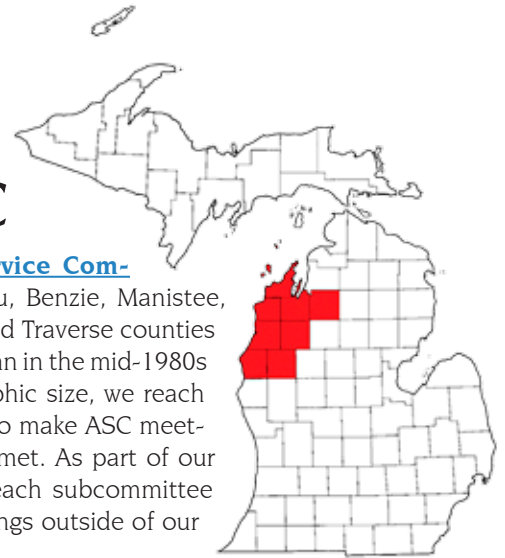 C
rvice Com-
u, Benzie, Manistee,
d Traverse counties
n in the mid-1980s
phic size, we reach
o make ASC meet-
met. As part of our
each subcommittee
ngs outside of our